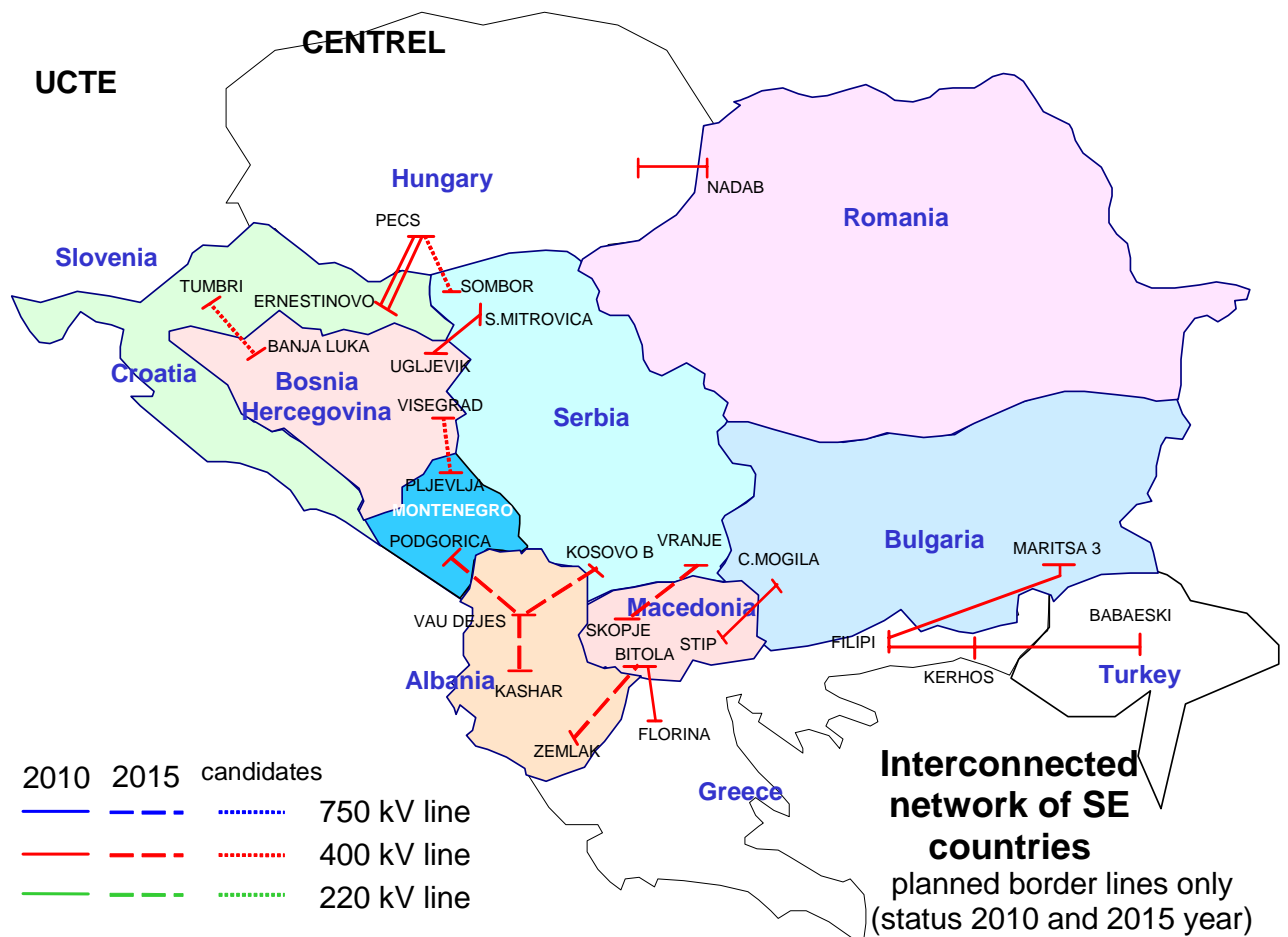 CENTREL
UCTE
Hungary
NADAB
Romania
PECS
Slovenia
TUMBRI
ERNESTINOVO
SOMBOR
S.MITROVICA
BANJA LUKA
UGLJEVIK
Croatia
Bosnia
Hercegovina
VISEGRAD
Serbia
PLJEVLJA
MONTENEGRO
PODGORICA
KOSOVO B
VRANJE
C.MOGILA
Bulgaria
MARITSA 3
VAU DEJES
Macedonia
SKOPJE
STIP
BITOLA
FILIPI
BABAESKI
KERHOS
Turkey
Albania
KASHAR
ZEMLAK
FLORINA
Greece
Interconnected
network of SE
countries
planned border lines only
(status 2010 and 2015 year)
2010 2015 candidates
750 kV line
400 kV line
220 kV line